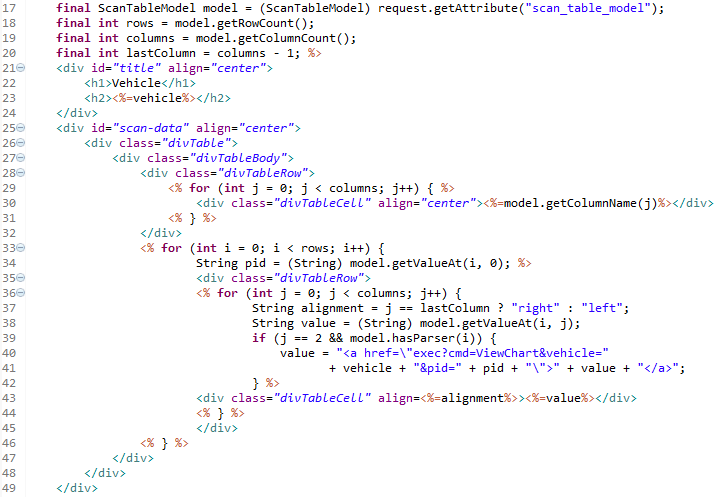 17 final ScanTableModel model = (ScanTableModel) request.getAttribute("scan_table_model");
18 final int rows = model.getRowCount();
19 final int columns = model.getColumnCount();
20 final int lastColumn = columns - 1; %>
21 <div id="title" align="center">
22 <h1>Vehicle</h1>
23 <h2><%=vehicle%></h2>
24 </div>
25 <div id="scan-data" align="center">
26 <div class="divTable">
27 <div class="divTableBody">
28 <div class="divTableRow">
29 <% for (int j = 0; j < columns; j++) { %>
30 <div class="divTableCell" align="center"><%=model.getColumnName(j)%></div>
31 <% } %>
32 </div>
33 <% for (int i = 0; i < rows; i++) {
34 String pid = (String) model.getValueAt(i, 0); %>
35 <div class="divTableRow">
36 <% for (int j = 0; j < columns; j++) {
37 String alignment = j == lastColumn ? "right" : "left";
38 String value = (String) model.getValueAt(i, j);
39 if (j == 2 && model.hasParser(i)) {
40 value = "<a href=\"exec?cmd=ViewChart&vehicle="
41 + vehicle + "&pid=" + pid + "\">" + value + "</a>";
42 } %>
43 <div class="divTableCell" align=<%=alignment%>><%=value%></div>
44 <% } %>
45 </div>
46 <% } %>
47 </div>
48 </div>
49 </div>